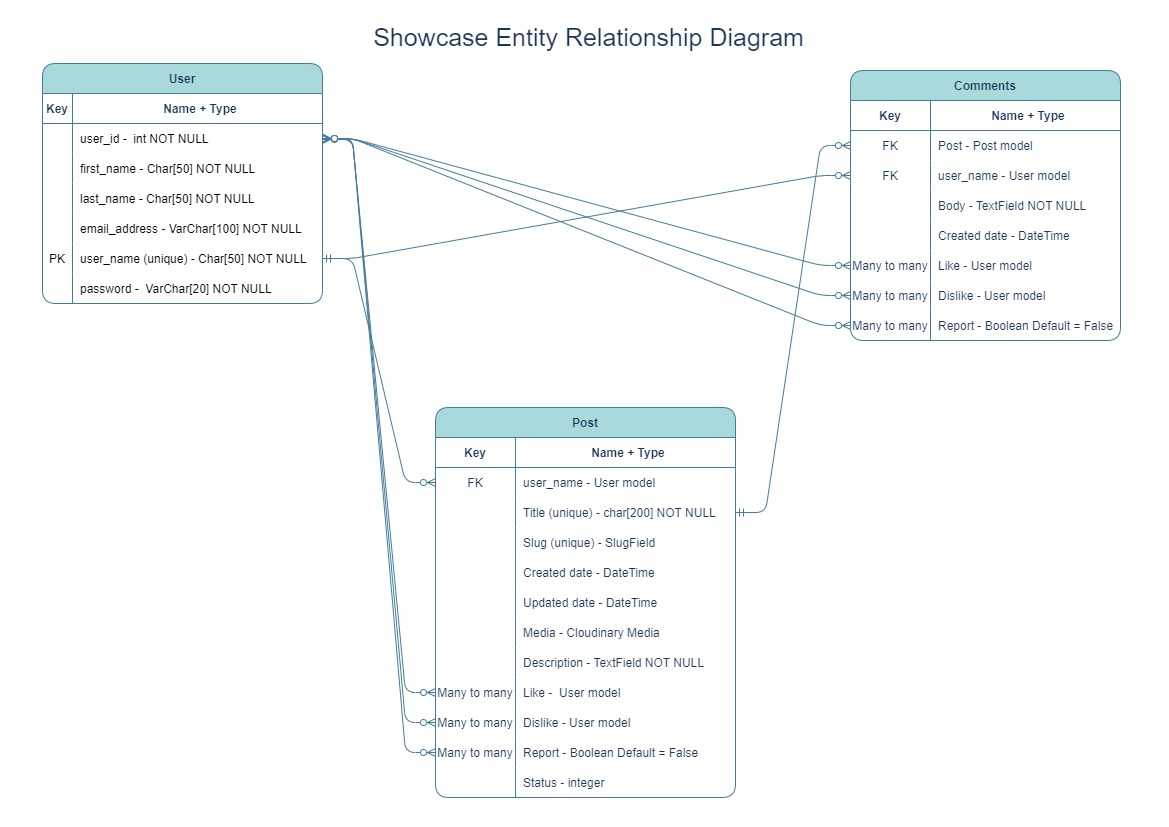 Showcase Entity Relationship Diagram
User
Key Name + Type
user_id - int NOT NULL
first_name - Char[50] NOT NULL
last_name - Char[50] NOT NULL
email_address - VarChar[100] NOT NULL
PK user_name (unique) - Char[50] NOT NULL
password - VarChar[20] NOT NULL
Comments
Key Name + Type
FK Post - Post model
FK user_name - User model
Body - TextField NOT NULL
Created date - DateTime
Many to many Like - User model
Many to many Dislike - User model
Many to many Report - Boolean Default = False
Post
Key Name + Type
FK user_name - User model
Title (unique) - char[200] NOT NULL
Slug (unique) - SlugField
Created date - DateTime
Updated date - DateTime
Media - Cloudinary Media
Description - TextField NOT NULL
Many to many Like - User model
Many to many Dislike - User model
Many to many Report - Boolean Default = False
Status - integer